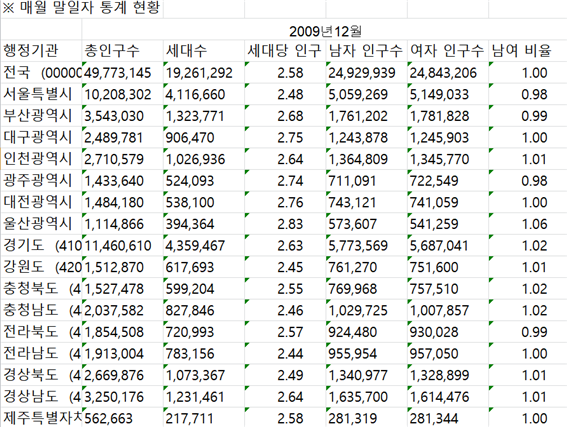 ※ 매월 말일자 통계 현황
2009년12월
행정기관 총인구수 세대수 세대당 인구 남자 인구수 여자 인구수 남여 비율
전국 (00000 49,773,145 19,261,292 2.58 24,929,939 24,843,206 1.00
서울특별시 10,208,302 4,116,660 2.48 5,059,269 5,149,033 0.98
부산광역시 3,543,030 1,323,771 2.68 1,761,202 1,781,828 0.99
대구광역시 2,489,781 906,470 2.75 1,243,878 1,245,903 1.00
인천광역시 2,710,579 1,026,936 2.64 1,364,809 1,345,770 1.01
광주광역시 1,433,640 524,093 2.74 711,091 722,549 0.98
대전광역시 1,484,180 538,100 2.76 743,121 741,059 1.00
울산광역시 1,114,866 394,364 2.83 573,607 541,259 1.06
경기도 (410 11,460,610 4,359,467 2.63 5,773,569 5,687,041 1.02
강원도 (420 1,512,870 617,693 2.45 761,270 751,600 1.01
충청북도 (4 1,527,478 599,204 2.55 769,968 757,510 1.02
충청남도 (4 2,037,582 827,846 2.46 1,029,725 1,007,857 1.02
전라북도 (4 1,854,508 720,993 2.57 924,480 930,028 0.99
전라남도 (4 1,913,004 783,156 2.44 955,954 957,050 1.00
경상북도 (4 2,669,876 1,073,367 2.49 1,340,977 1,328,899 1.01
경상남도 (4 3,250,176 1,231,461 2.64 1,635,700 1,614,476 1.01
제주특별자치 562,663 217,711 2.58 281,319 281,344 1.00